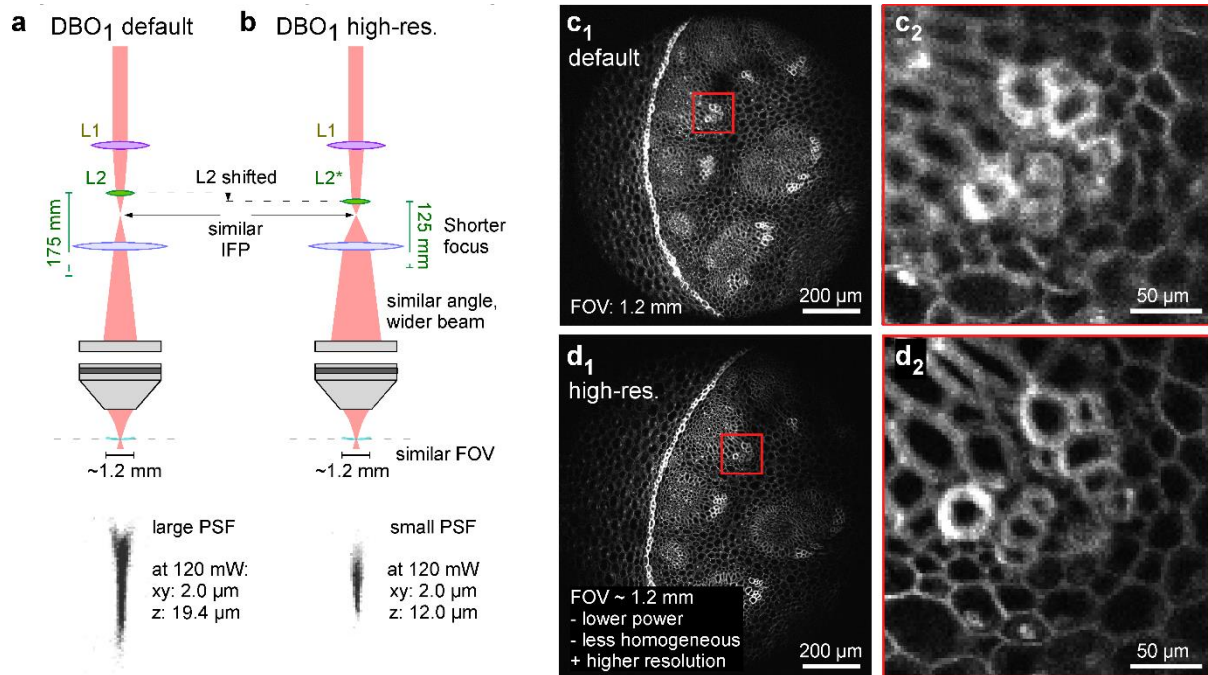 a
DBO1 default
b
DBO1 high-res.
L1
L1
L2
L2 shifted
L2*
175 mm
similar
IFP
125 mm
Shorter
focus
similar angle,
wider beam
similar FOV
~1.2 mm
~1.2 mm
large PSF
at 120 mW:
xy: 2.0 µm
z: 19.4 µm
small PSF
at 120 mW
xy: 2.0 µm
z: 12.0 µm
c1
default
FOV: 1.2 mm
200 µm
c2
50 µm
d1
high-res.
FOV ~ 1.2 mm
- lower power
- less homogeneous
+ higher resolution
200 µm
d2
50 µm